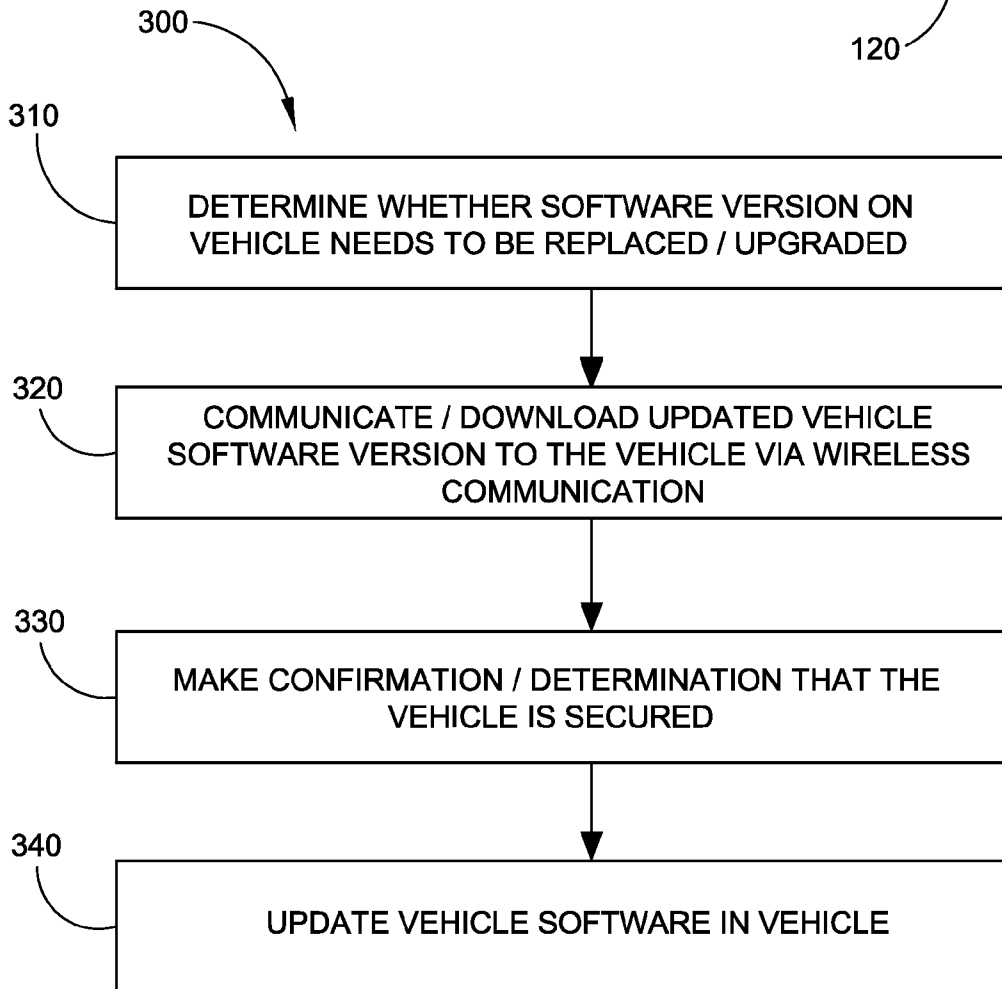 300
120
310
DETERMINE WHETHER SOFTWARE VERSION ON
VEHICLE NEEDS TO BE REPLACED / UPGRADED
320
COMMUNICATE / DOWNLOAD UPDATED VEHICLE
SOFTWARE VERSION TO THE VEHICLE VIA WIRELESS
COMMUNICATION
330
MAKE CONFIRMATION / DETERMINATION THAT THE
VEHICLE IS SECURED
340
UPDATE VEHICLE SOFTWARE IN VEHICLE